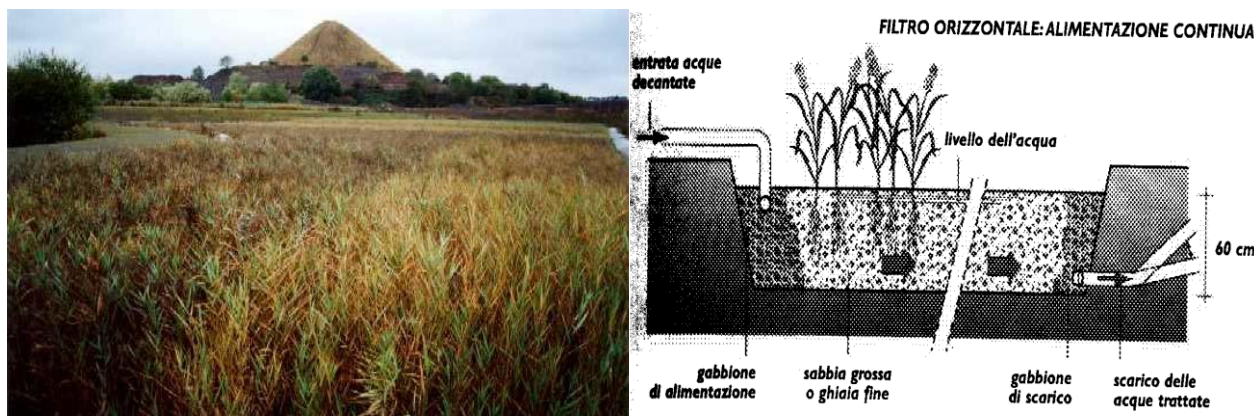 FILTRO ORIZZONTALE: ALIMENTAZIONE CONTINUA
entrata acque
decantate
livello dell'acqua
60 cm
gabbione
di alimentazione
sabbia grossa
o ghiaia fine
gabbione
di scarico
scarico delle
acque trattate